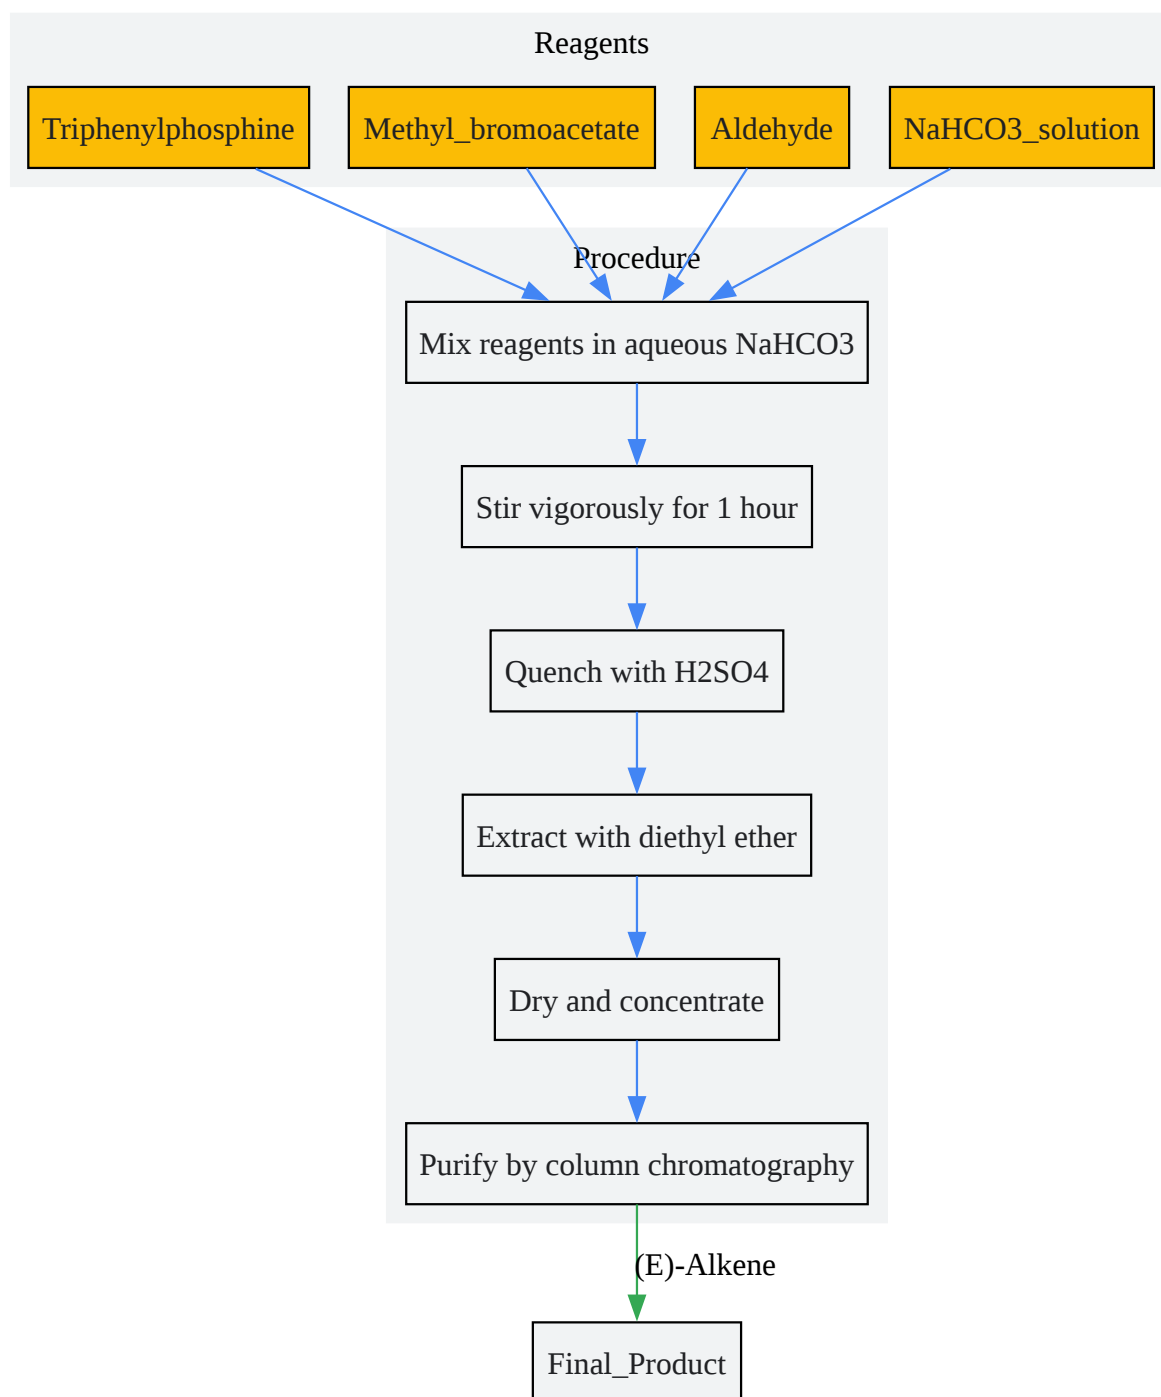 Reagents
Triphenylphosphine
Methyl_bromoacetate
Aldehyde
NaHCO3_solution
Procedure
Mix reagents in aqueous NaHCO3
Stir vigorously for 1 hour
Quench with H2SO4
Extract with diethyl ether
Dry and concentrate
Purify by column chromatography
(E)-Alkene
Final_Product